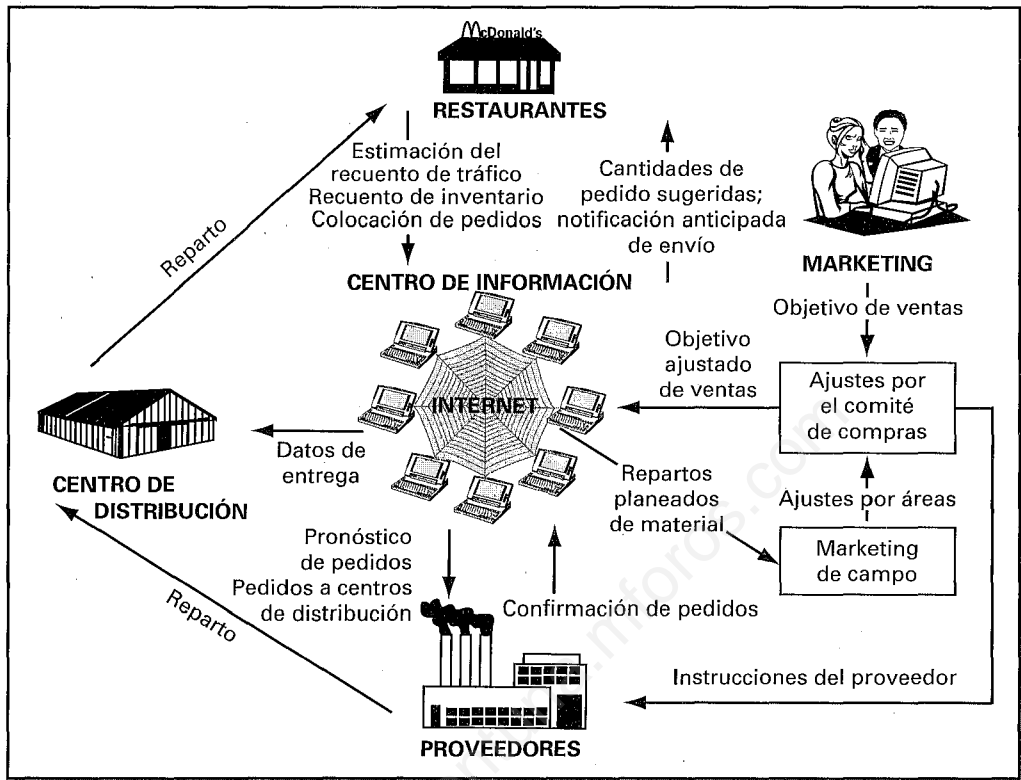 McDonald's
RESTAURANTES
Estimación del
recuento de tráfico
Recuento de inventario
Colocación de pedidos
Cantidades de
pedido sugeridas;
notificación anticipada
de envío
Reparto
MARKETING
Objetivo de ventas
CENTRO DE INFORMACIÓN
INTERNET
Objetivo
ajustado
de ventas
Ajustes por
el comité
de compras
Datos de
entrega
CENTRO DE
DISTRIBUCIÓN
Repartos
planeados
de material
Ajustes por áreas
Marketing
de campo
Pronóstico
de pedidos
Pedidos a centros
de distribución
Confirmación de pedidos
Reparto
Instrucciones del proveedor
PROVEEDORES